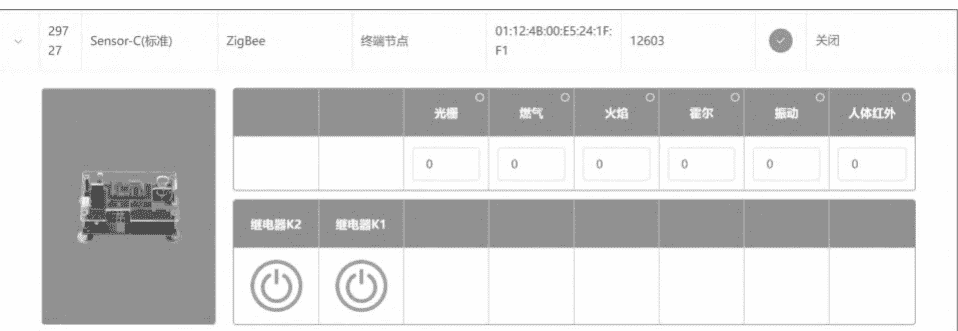 297
27
Sensor-C(标准)
ZigBee
终端节点
01:12:4B:00:E5:24:1F:
F1
12603
关闭
光栅 燃气 火焰 霍尔 振动 人体红外
0 0 0 0 0 0
继电器K2 继电器K1